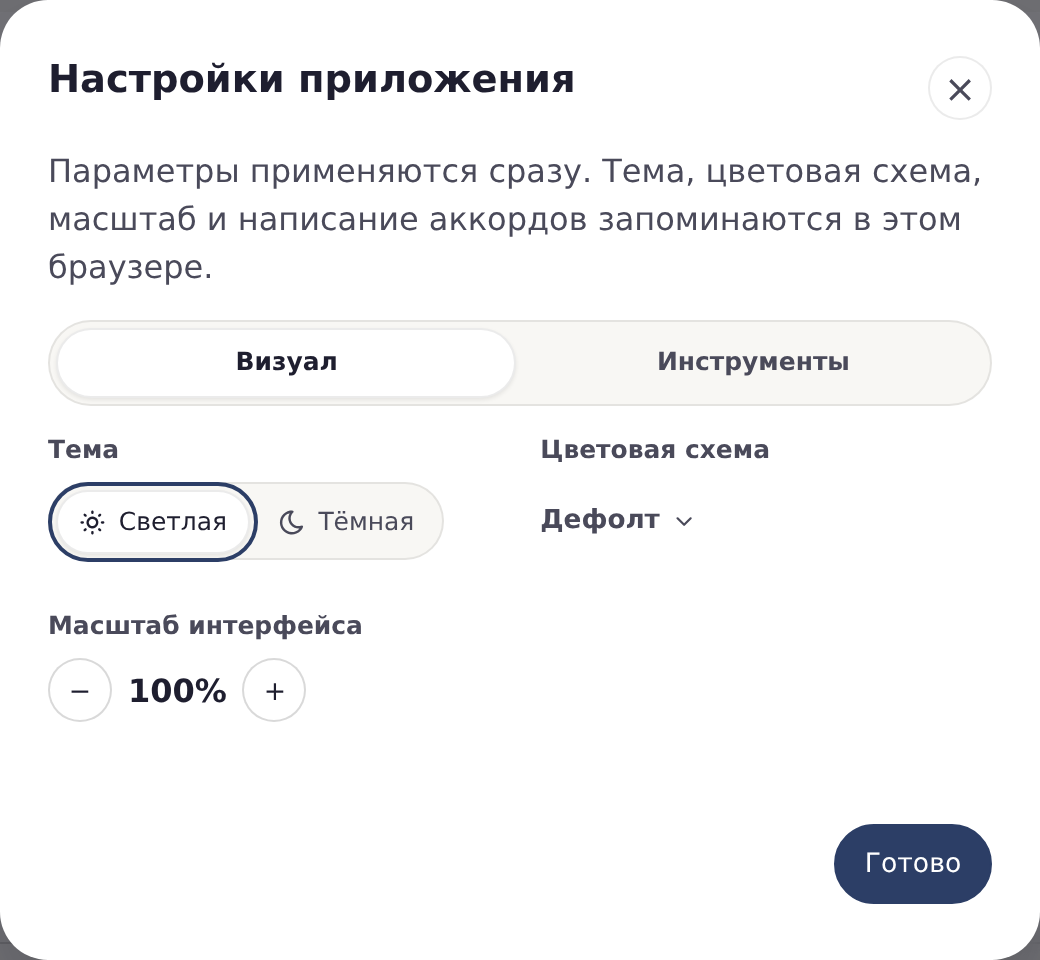 Настройки приложения
Параметры применяются сразу. Тема, цветовая схема,
масштаб и написание аккордов запоминаются в этом
браузере.
Визуал
Инструменты
Тема
Цветовая схема
Светлая
Тёмная
Дефолт
Масштаб интерфейса
− 100% +
Готово